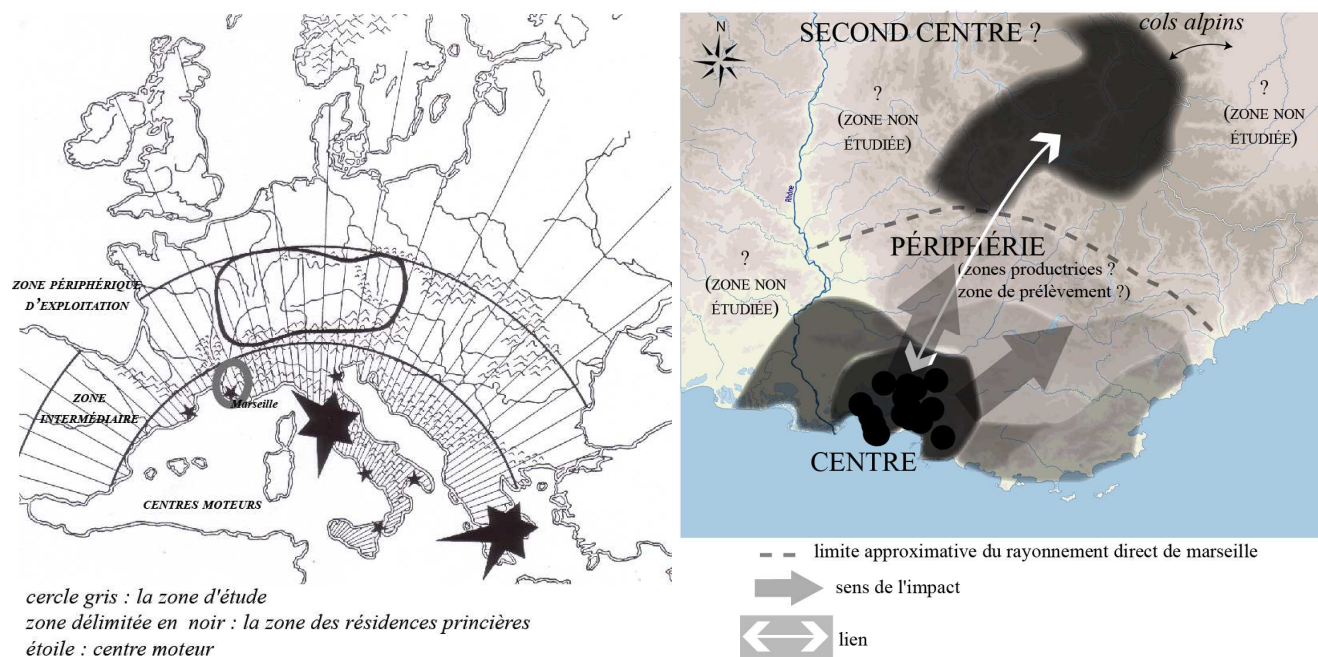 ZONE PÉRIPHÉRIQUE
D'EXPLOITATION
ZONE
INTERMÉDIAIRE
Marseille
CENTRES MOTEURS
cercle gris : la zone d'étude
zone délimitée en noir : la zone des résidences princières
étoile : centre moteur
N
SECOND CENTRE ?
cols alpins
?
(ZONE NON
ÉTUDIÉE)
?
(ZONE NON
ÉTUDIÉE)
Rhône
PÉRIPHÉRIE
(zones productrices ?
zone de prélèvement ?)
?
(ZONE NON
ÉTUDIÉE)
CENTRE
limite approximative du rayonnement direct de marseille
sens de l'impact
lien